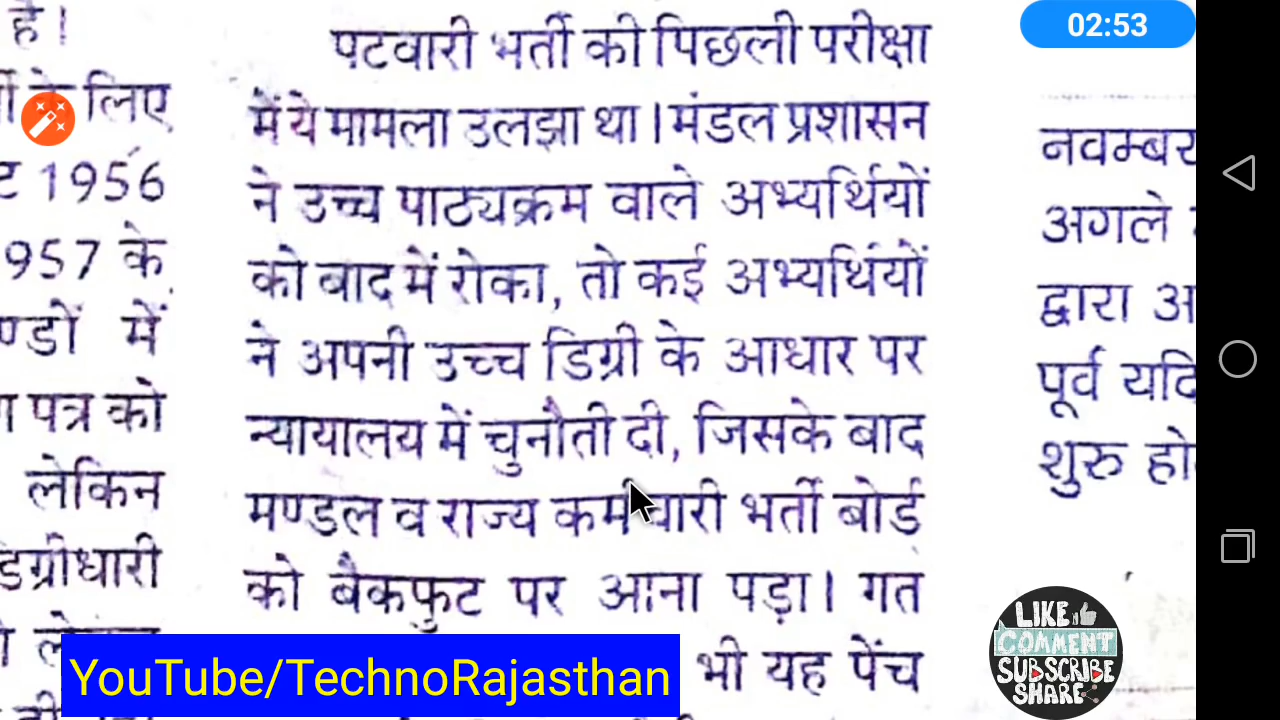 है।
लिए
1956
957 के
ण्डों में
पत्र को
लेकिन
डिग्रीधारी
पटवारी भर्ती की पिछली परीक्षा
में ये मामला उलझा था। मंडल प्रशासन
ने उच्च पाठ्यक्रम वाले अभ्यर्थियों
को बाद में रोका, तो कई अभ्यर्थियों
ने अपनी उच्च डिग्री के आधार पर
न्यायालय में चुनौती दी, जिसके बाद
मण्डल व राज्य कर्मचारी भर्ती बोर्ड
को बैकफुट पर आना पड़ा। गत
भी यह पेंच
02:53
नवम्बर
अगले
द्वारा अ
पूर्व यदि
शुरु हो
YouTube/TechnoRajasthan
LIKE
COMMENT
SUBSCRIBE
SHARE